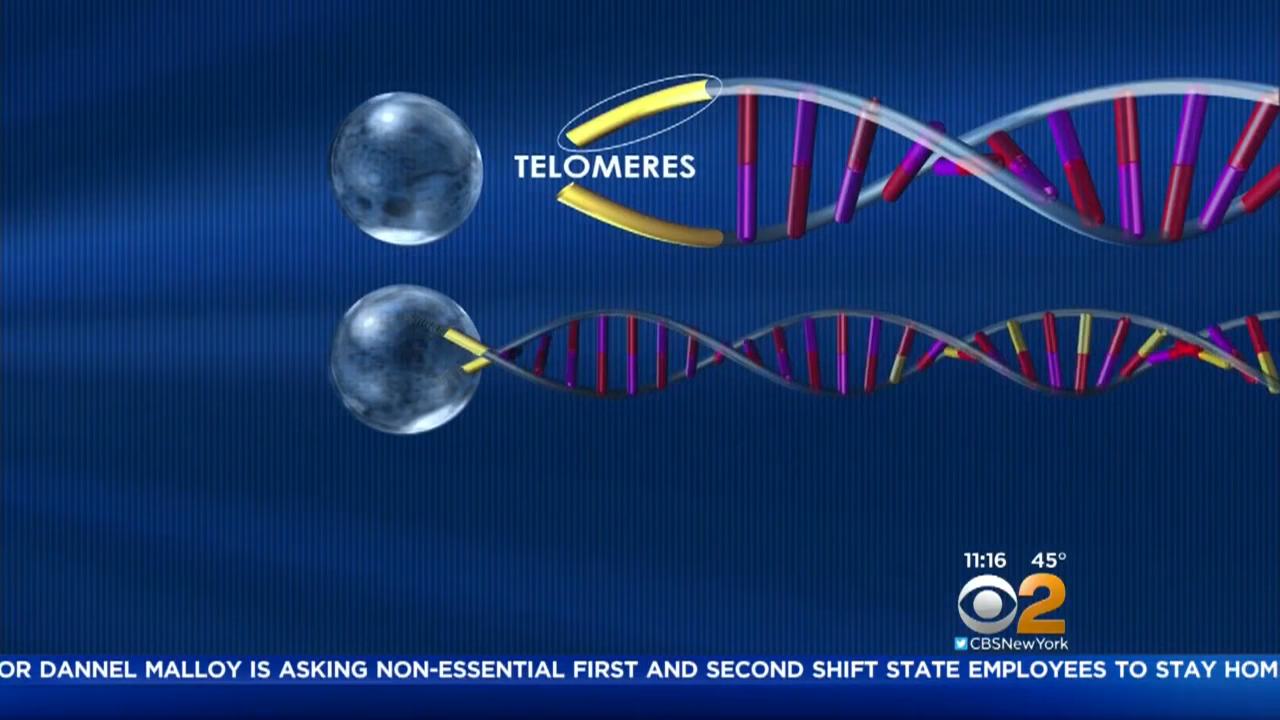 TELOMERES
11:16 45°
2
CBSNewYork
OR DANNEL MALLOY IS ASKING NON-ESSENTIAL FIRST AND SECOND SHIFT STATE EMPLOYEES TO STAY HOM